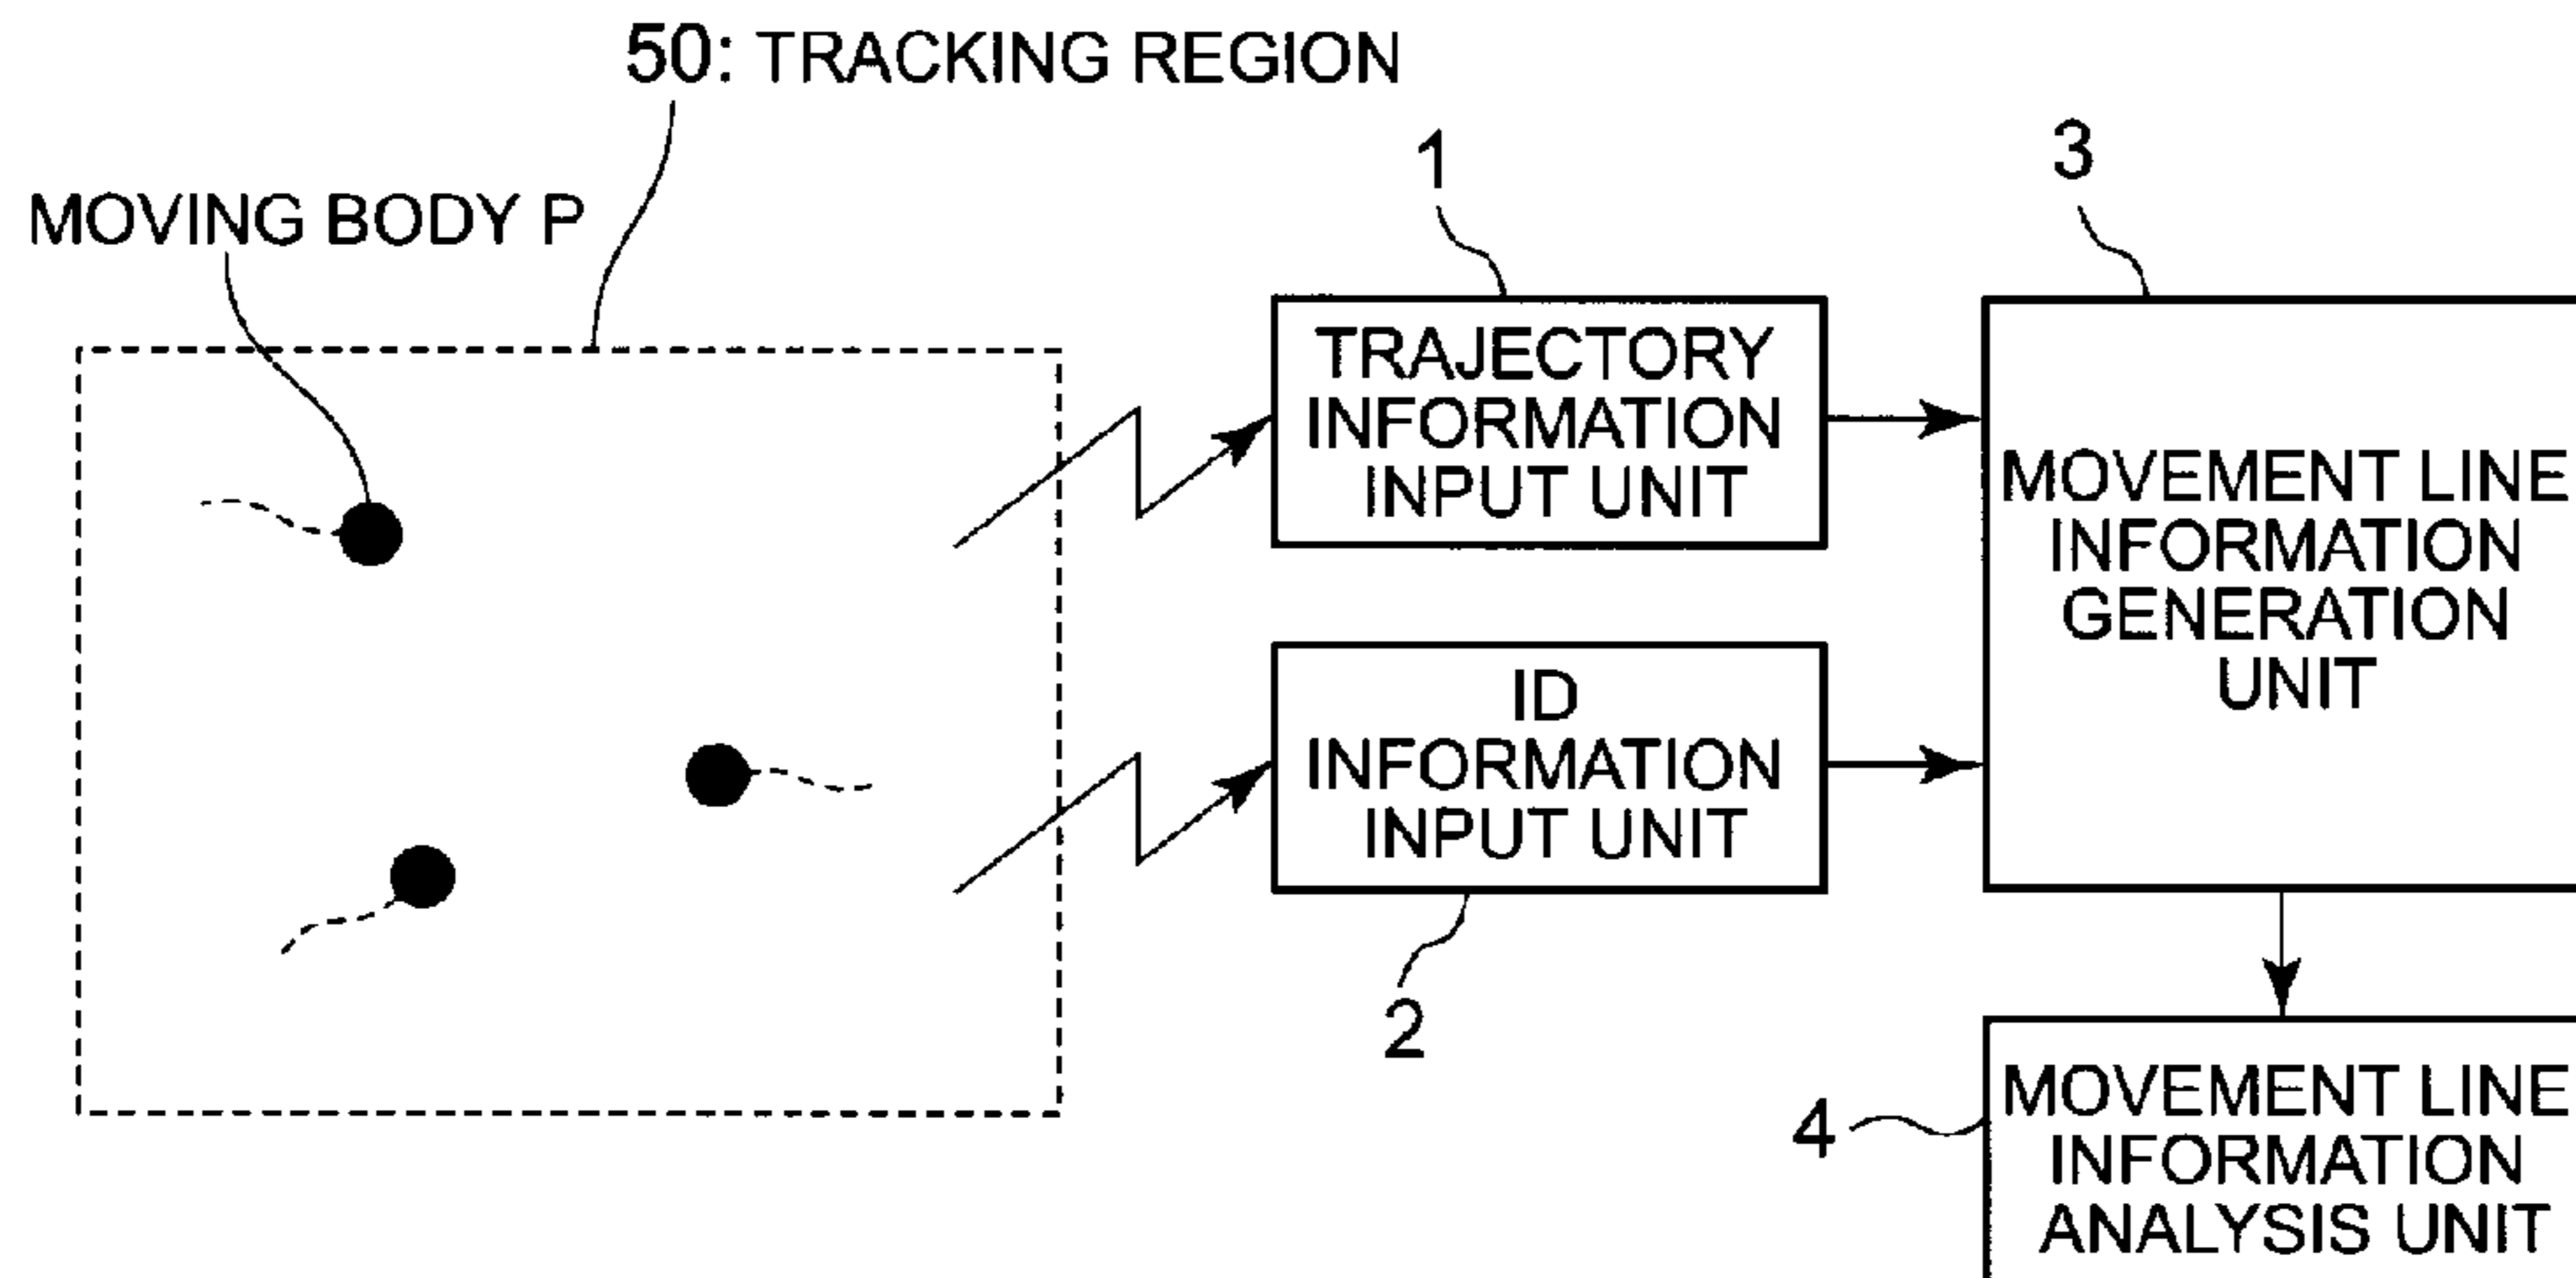 50: TRACKING REGION
MOVING BODY P
1
3
TRAJECTORY
INFORMATION
INPUT UNIT
MOVEMENT LINE
INFORMATION
GENERATION
UNIT
ID
INFORMATION
INPUT UNIT
2
4
MOVEMENT LINE
INFORMATION
ANALYSIS UNIT